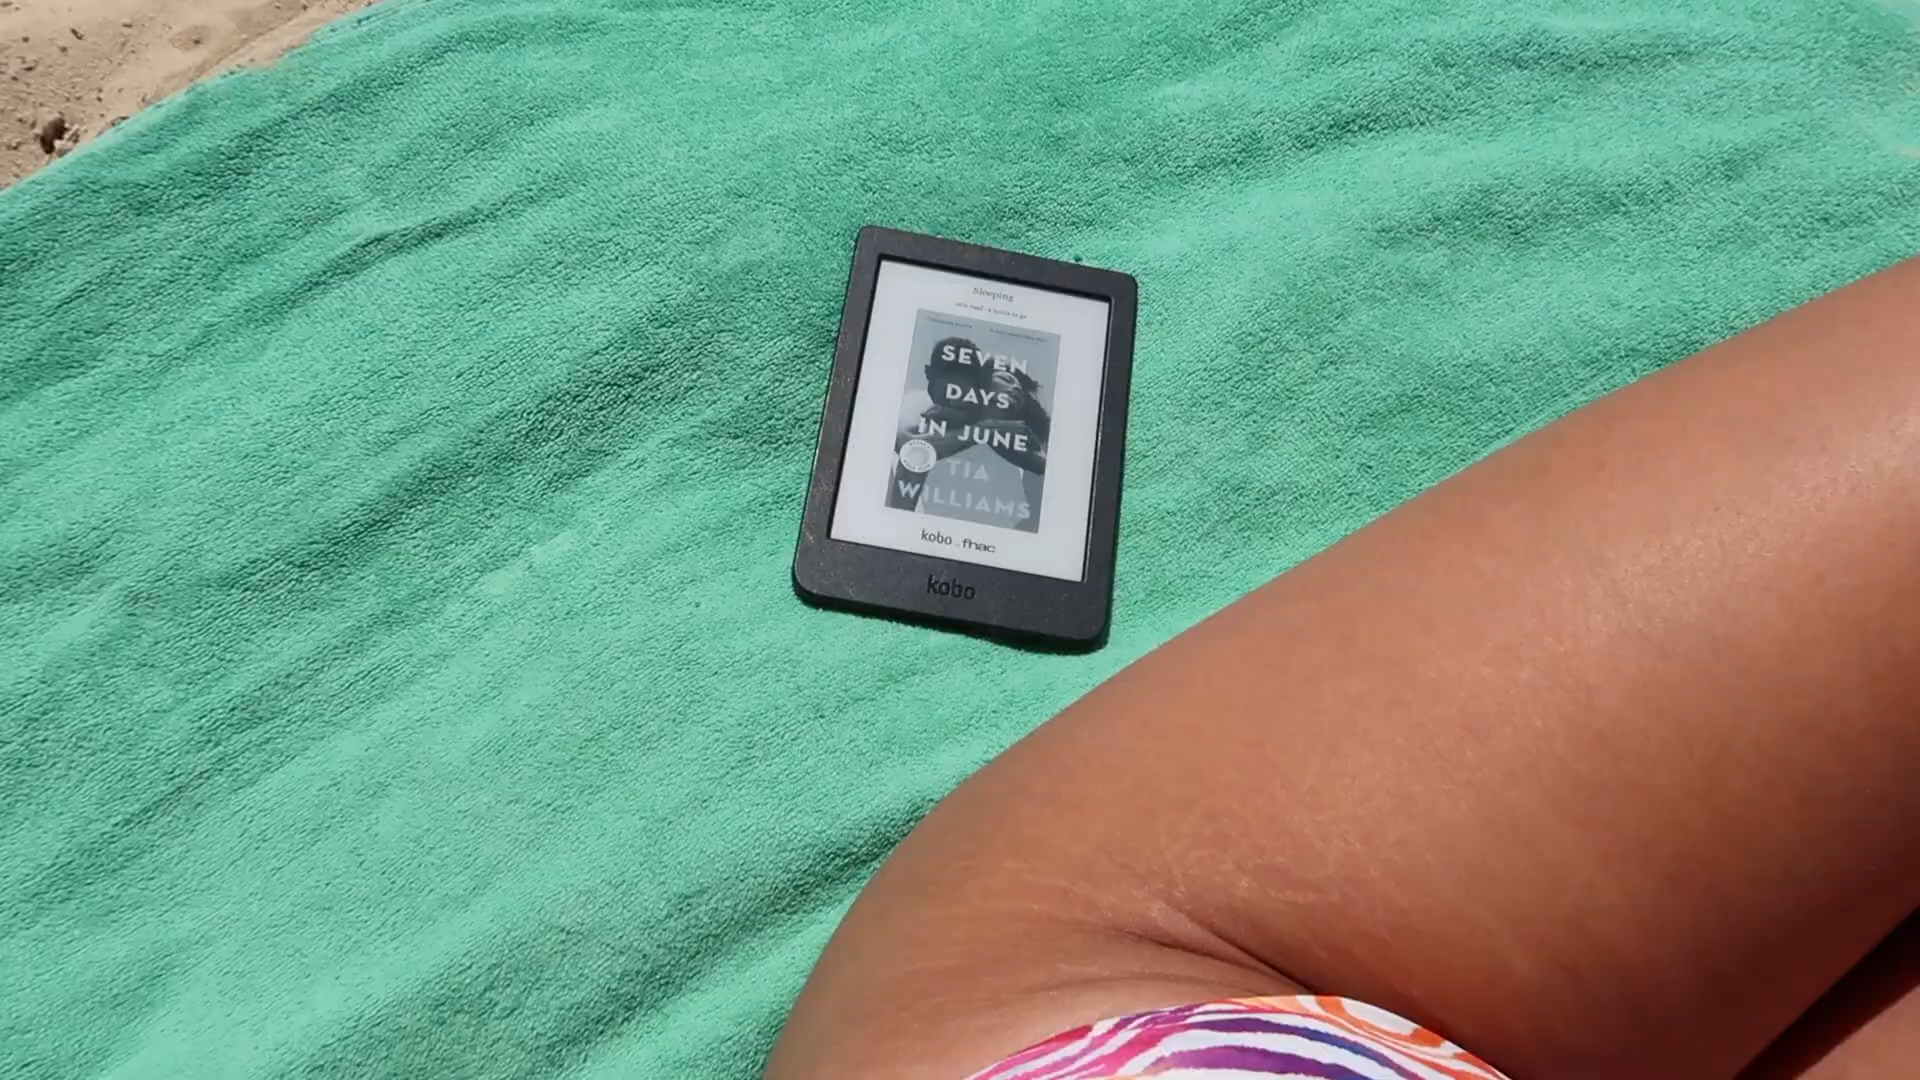 Sleeping
SEVEN
DAYS
IN JUNE
TIA
WILLIAMS
kobo fnac
kobo